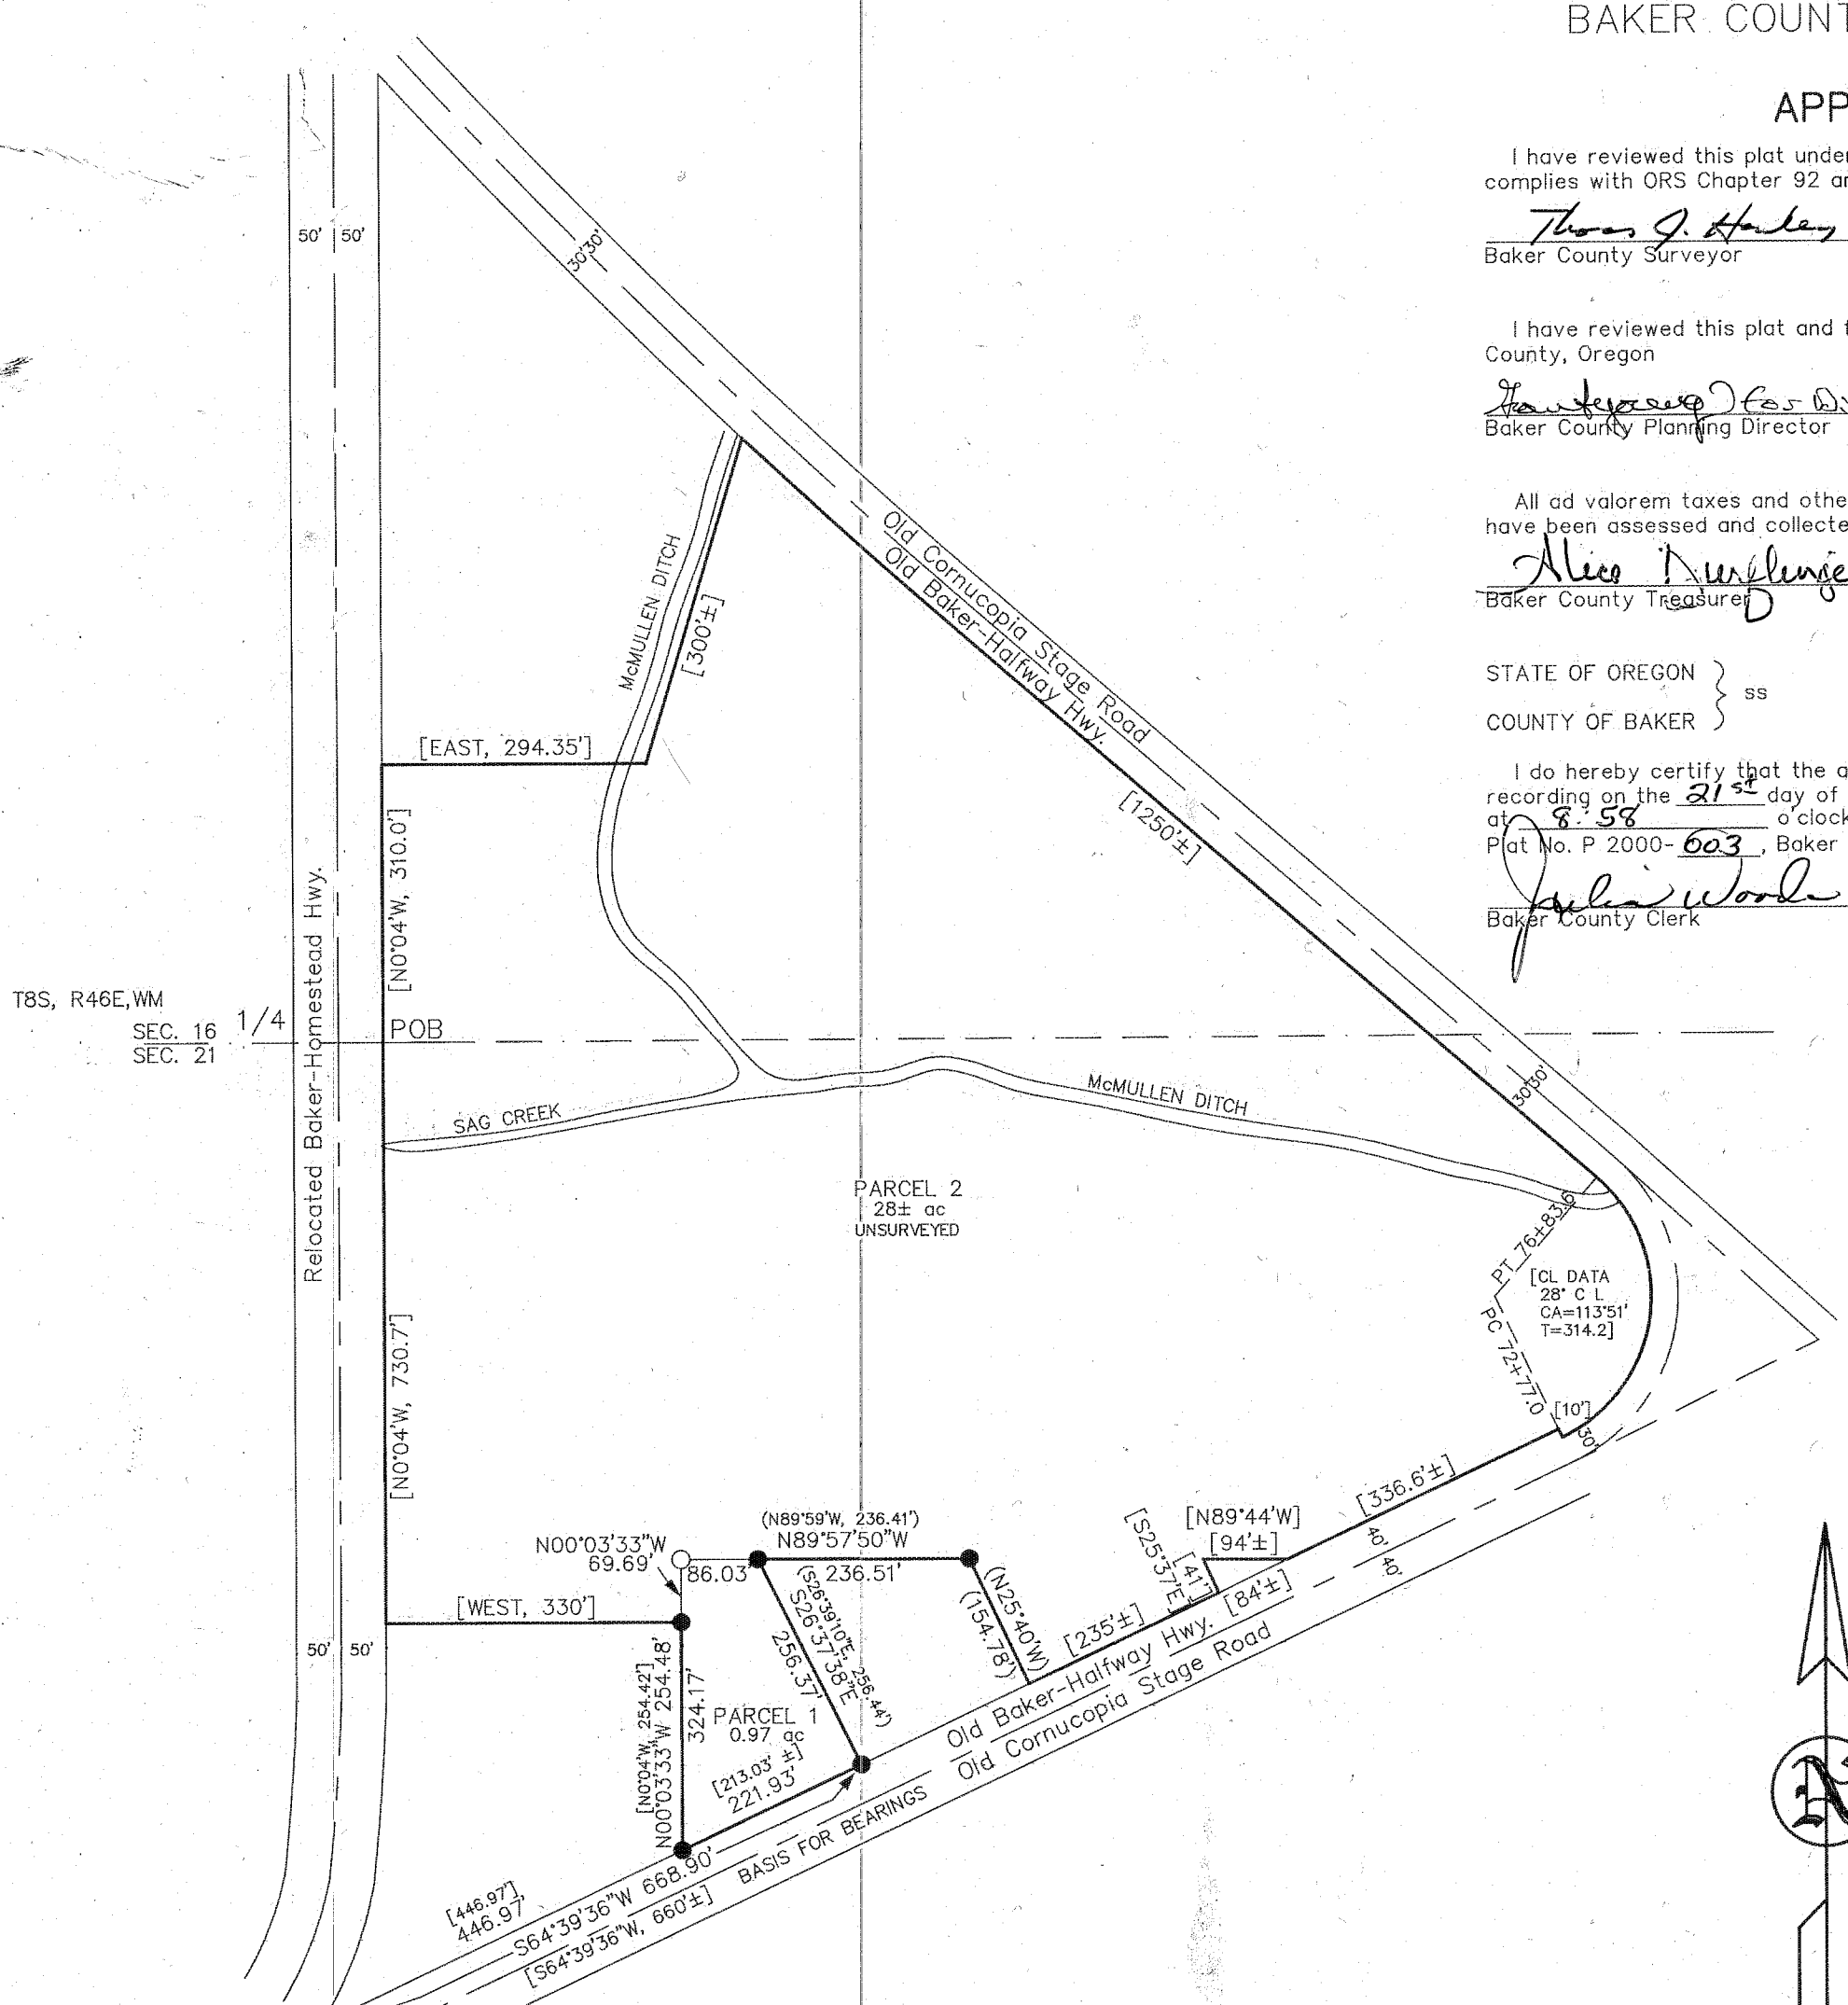 BAKER COUNT
APP
I have reviewed this plat under
complies with ORS Chapter 92 an
Thomas J. Hanley
Baker County Surveyor
I have reviewed this plat and f
County, Oregon
for
Baker County Planning Director
All ad valorem taxes and othe
have been assessed and collecte
Alice Durflinge
Baker County Treasurer
STATE OF OREGON
COUNTY OF BAKER
ss
I do hereby certify that the a
recording on the 21st day of
at 8:58 o'clock
Plat No. P 2000-003, Baker
Julia Woods
Baker County Clerk
50' 50'
30' 30'
McMULLEN DITCH
[300'±]
Old Cornucopia Stage Road
Old Baker-Halfway Hwy.
[EAST, 294.35']
[1250'±]
[N0°04'W, 310.0']
Relocated Baker-Homestead Hwy.
T8S, R46E,WM
SEC. 16
SEC. 21
1/4
POB
SAG CREEK
McMULLEN DITCH
30' 30'
PARCEL 2
28± ac
UNSURVEYED
PT 76+83.6
[CL DATA
28° C L
CA=113°51'
T=314.2]
PC 72+77.0
[10']
30'
[N0°04'W, 730.7']
[336.6'±]
(N89°59'W, 236.41')
N89°57'50"W
236.51'
N00°03'33"W
69.69'
86.03'
[N89°44'W]
[94'±]
[S25°37'E]
[41']
40' 40'
(S26°39'10"E, 256.44')
S26°37'38"E
256.37'
(N25°40'W)
(154.78')
[WEST, 330']
[235'±]
[84'±]
50' 50'
[N0°04'W 254.42']
N00°03'33"W 254.48'
324.17'
PARCEL 1
0.97 ac
[213.03' ±]
221.93'
Old Baker-Halfway Hwy.
Old Cornucopia Stage Road
BASIS FOR BEARINGS
[446.97']
446.97'
S64°39'36"W 668.90'
[S64°39'36"W, 660'±]
N